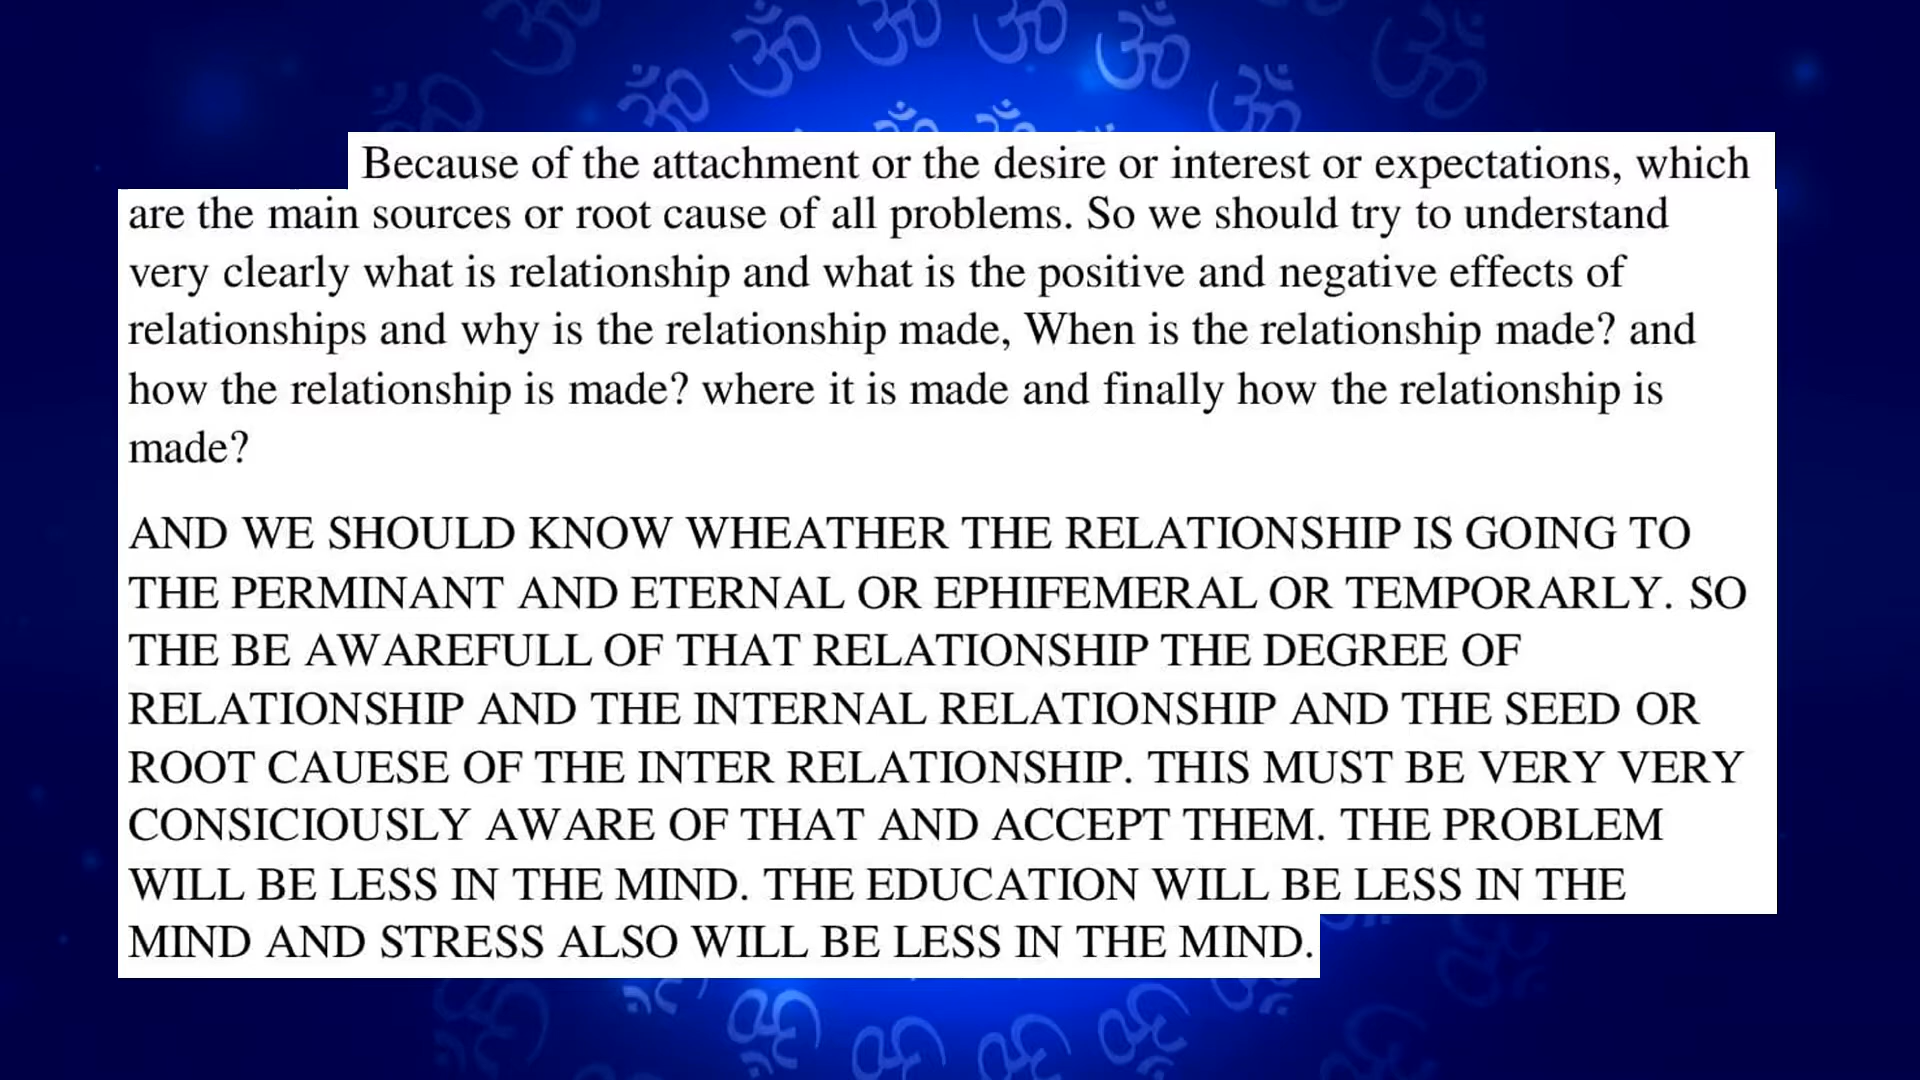 Because of the attachment or the desire or interest or expectations, which
are the main sources or root cause of all problems. So we should try to understand
very clearly what is relationship and what is the positive and negative effects of
relationships and why is the relationship made, When is the relationship made? and
how the relationship is made? where it is made and finally how the relationship is
made?
AND WE SHOULD KNOW WHEATHER THE RELATIONSHIP IS GOING TO
THE PERMINANT AND ETERNAL OR EPHIFEMERAL OR TEMPORARLY. SO
THE BE AWAREFULL OF THAT RELATIONSHIP THE DEGREE OF
RELATIONSHIP AND THE INTERNAL RELATIONSHIP AND THE SEED OR
ROOT CAUESE OF THE INTER RELATIONSHIP. THIS MUST BE VERY VERY
CONSICIOUSLY AWARE OF THAT AND ACCEPT THEM. THE PROBLEM
WILL BE LESS IN THE MIND. THE EDUCATION WILL BE LESS IN THE
MIND AND STRESS ALSO WILL BE LESS IN THE MIND.